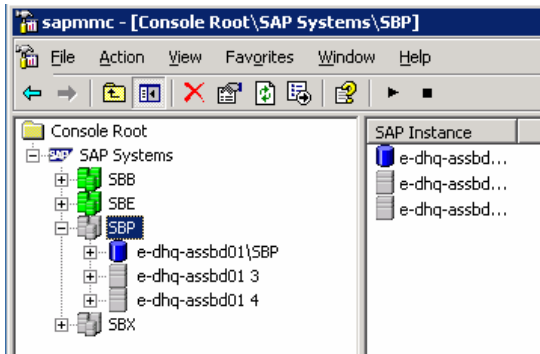 sapmmc - [Console Root\SAP Systems\SBP]
File Action View Favorites Window Help
Console Root
SAP Systems
SBB
SBE
SBP
e-dhq-assbd01\SBP
e-dhq-assbd01 3
e-dhq-assbd01 4
SBX
SAP Instance
e-dhq-assbd...
e-dhq-assbd...
e-dhq-assbd...